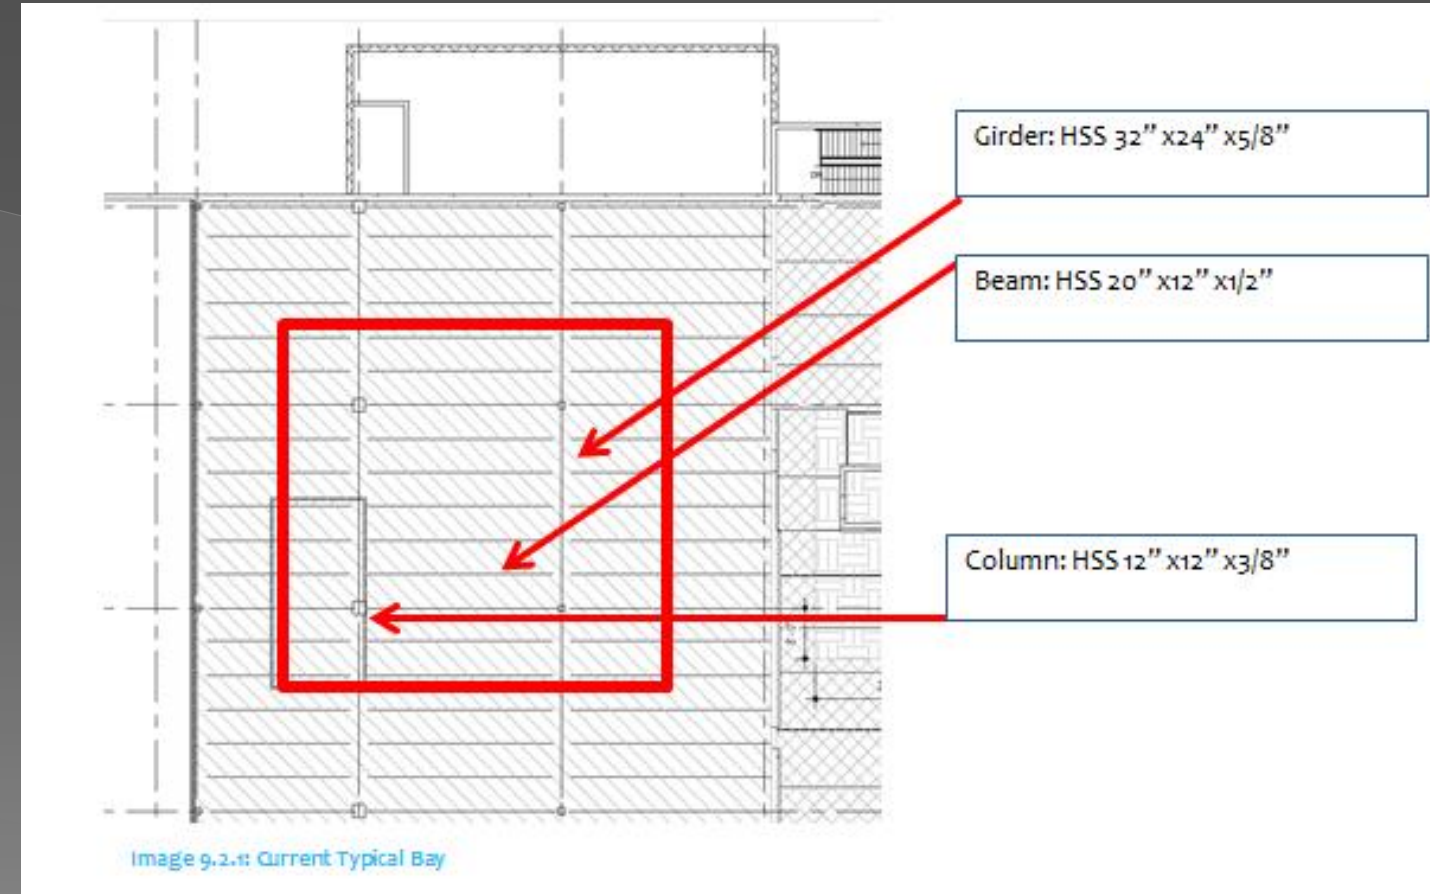 Girder: HSS 32” x24” x5/8”
Beam: HSS 20” x12” x1/2”
Column: HSS 12” x12” x3/8”
Image 9.2.1: Current Typical Bay